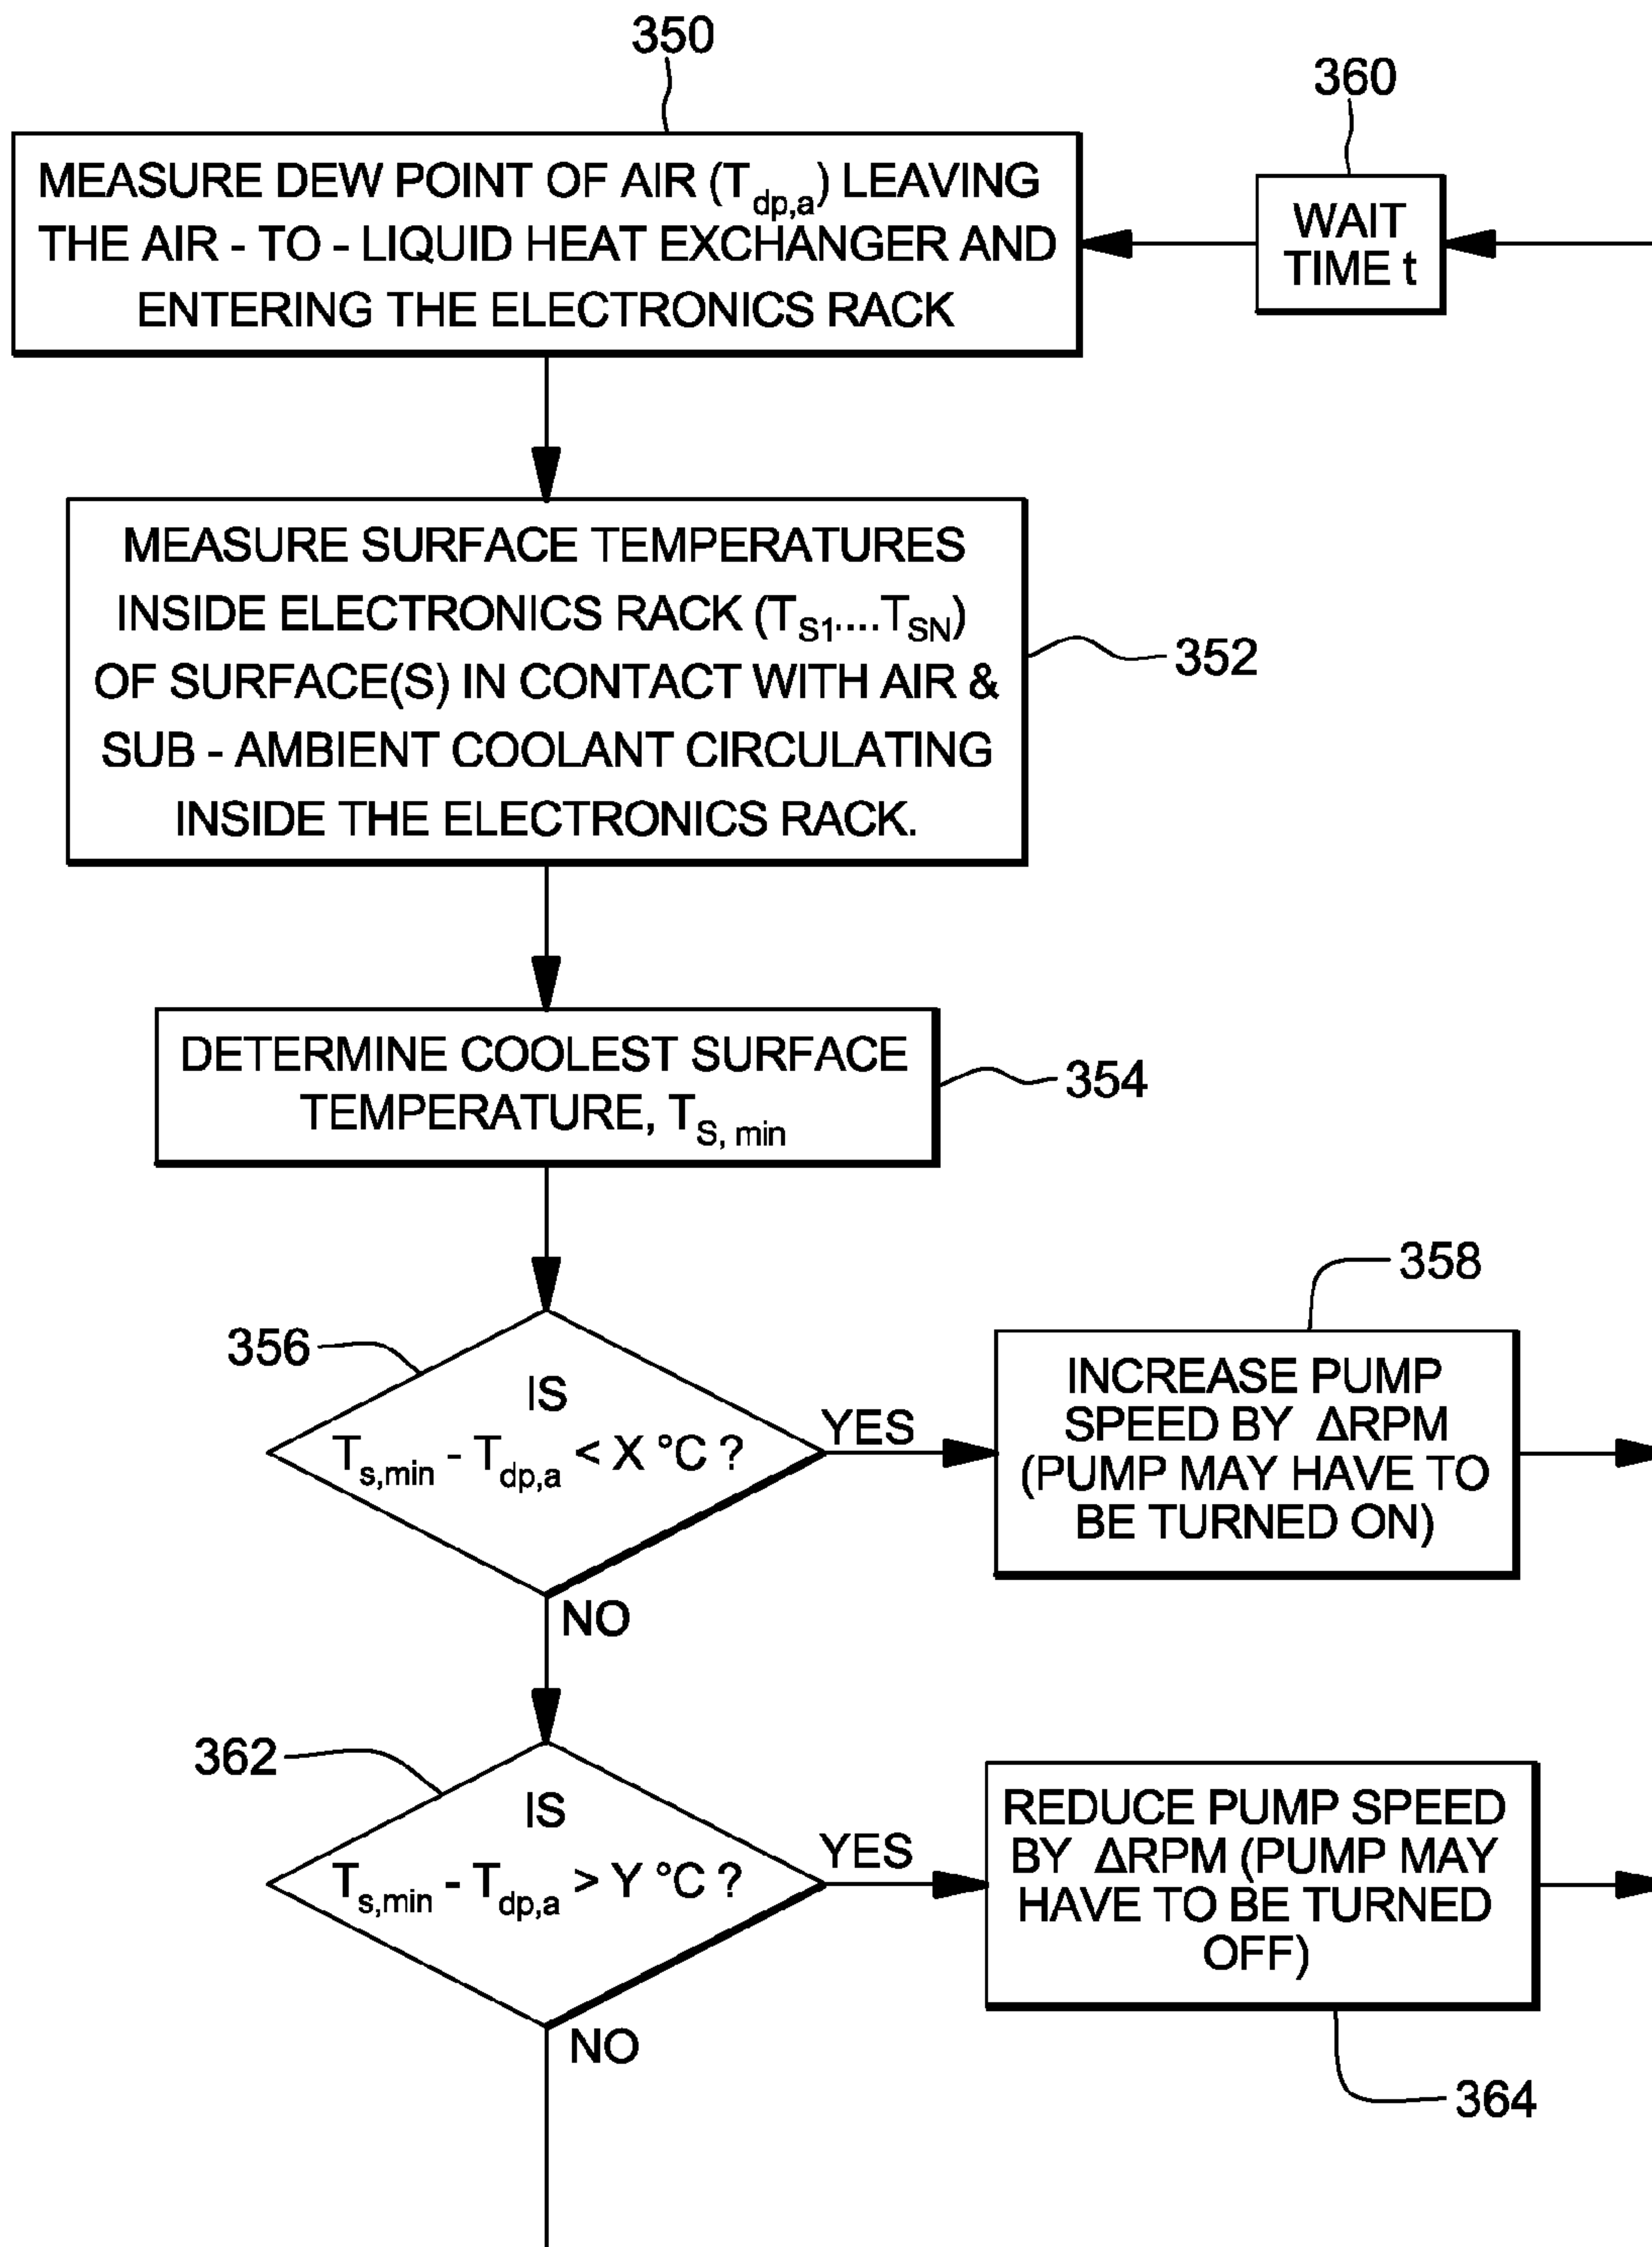 350
MEASURE DEW POINT OF AIR (Tdp,a) LEAVING
THE AIR - TO - LIQUID HEAT EXCHANGER AND
ENTERING THE ELECTRONICS RACK
360
WAIT
TIME t
MEASURE SURFACE TEMPERATURES
INSIDE ELECTRONICS RACK (TS1....TSN)
OF SURFACE(S) IN CONTACT WITH AIR &
SUB - AMBIENT COOLANT CIRCULATING
INSIDE THE ELECTRONICS RACK.
352
DETERMINE COOLEST SURFACE
TEMPERATURE, TS, min
354
356
IS
Ts,min - Tdp,a < X °C ?
YES
NO
358
INCREASE PUMP
SPEED BY ΔRPM
(PUMP MAY HAVE TO
BE TURNED ON)
362
IS
Ts,min - Tdp,a > Y °C ?
YES
NO
REDUCE PUMP SPEED
BY ΔRPM (PUMP MAY
HAVE TO BE TURNED
OFF)
364